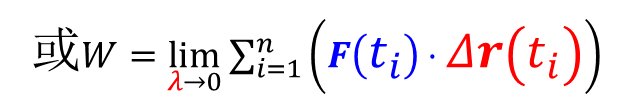 或W = lim_{λ→0} ∑_{i=1}^{n} (F(t_i) · Δr(t_i))